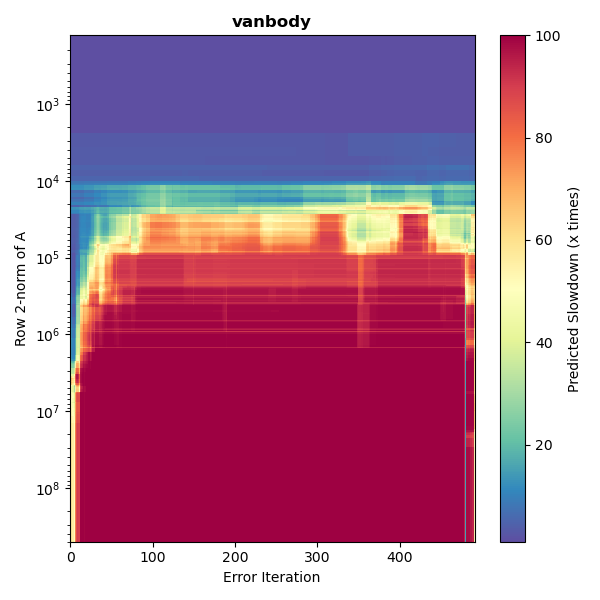 vanbody
Row 2-norm of A
10³
10⁴
10⁵
10⁶
10⁷
10⁸
0 100 200 300 400
Error Iteration
100
80
60
40
20
Predicted Slowdown (x times)